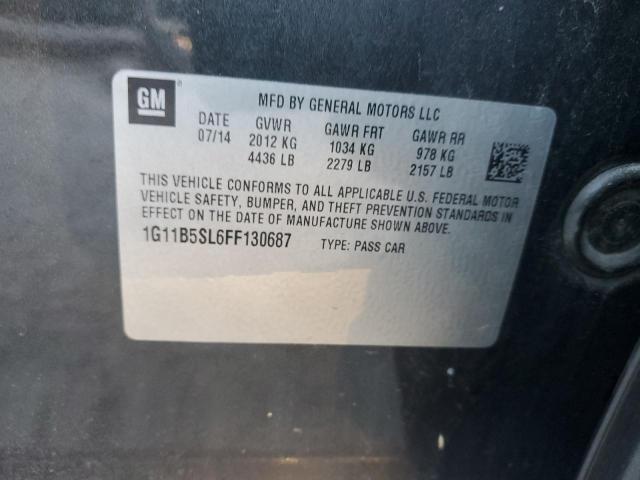 GM ®
MFD BY GENERAL MOTORS LLC
DATE GVWR GAWR FRT GAWR RR
07/14 2012 KG 1034 KG 978 KG
4436 LB 2279 LB 2157 LB
THIS VEHICLE CONFORMS TO ALL APPLICABLE U.S. FEDERAL MOTOR
VEHICLE SAFETY, BUMPER, AND THEFT PREVENTION STANDARDS IN
EFFECT ON THE DATE OF MANUFACTURE SHOWN ABOVE.
1G11B5SL6FF130687 TYPE: PASS CAR